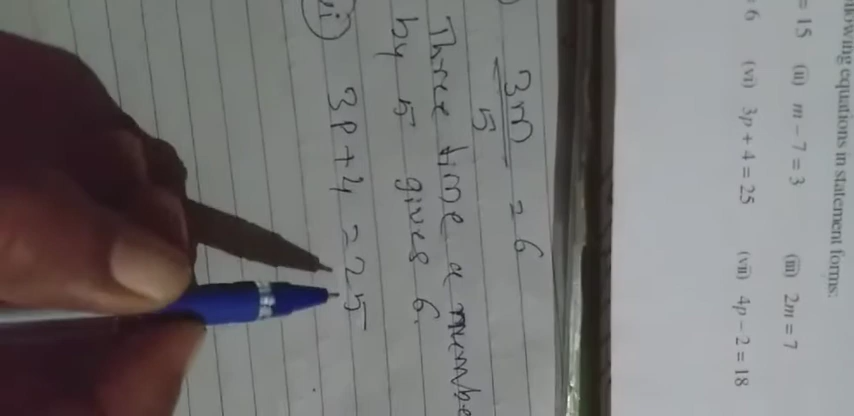 lowing equations in statement forms:
= 15 (ii) m - 7 = 3 (iii) 2m = 7
= 6 (vi) 3p + 4 = 25 (vii) 4p - 2 = 18
3m/5 = 6
Three time a numbe
by 5 gives 6.
vi) 3p+4 = 25